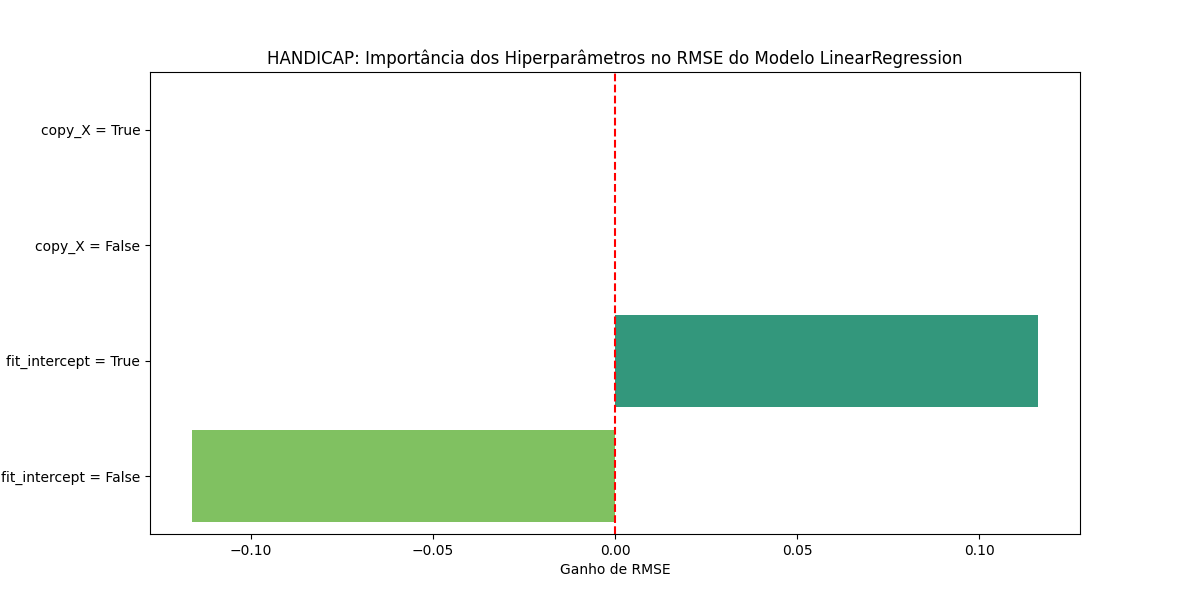 HANDICAP: Importância dos Hiperparâmetros no RMSE do Modelo LinearRegression
copy_X = True
copy_X = False
fit_intercept = True
fit_intercept = False
−0.10 −0.05 0.00 0.05 0.10
Ganho de RMSE